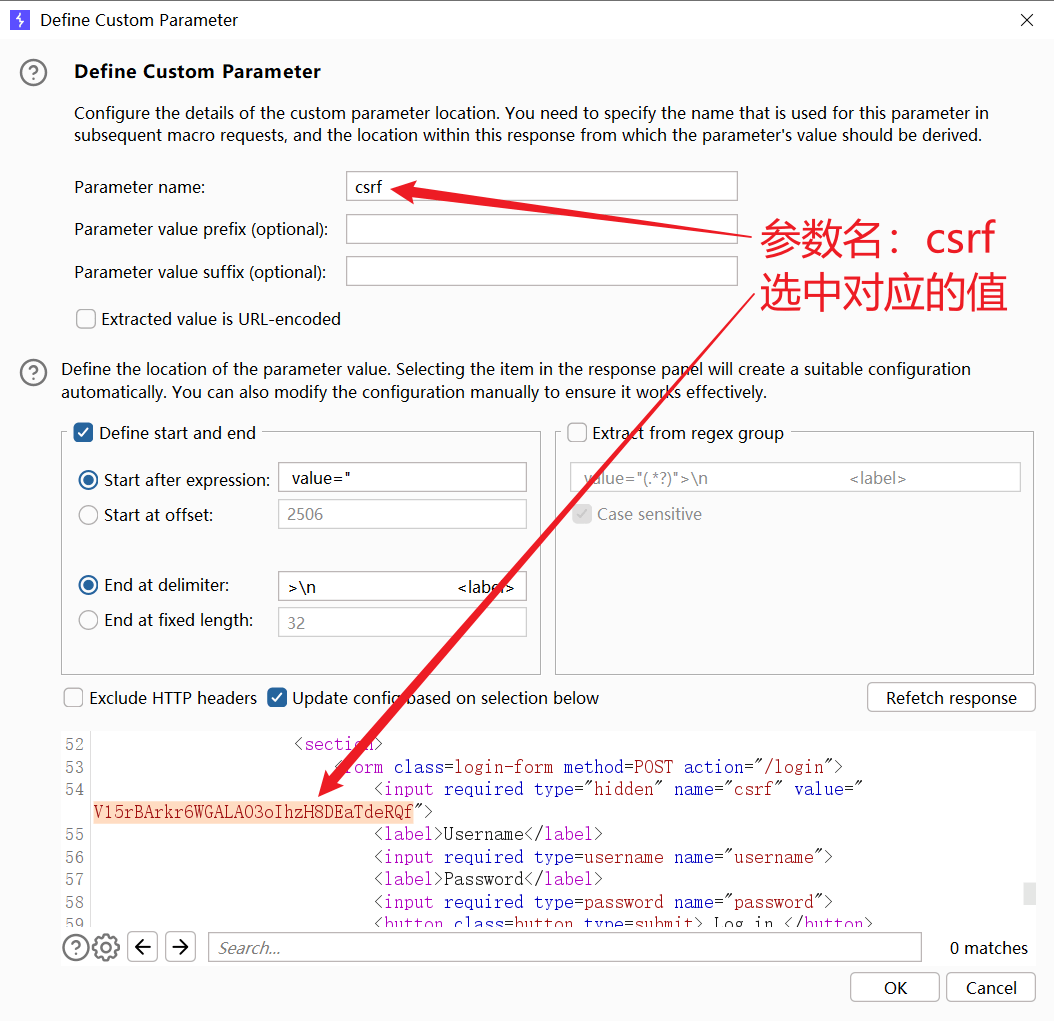 Define Custom Parameter
Define Custom Parameter
Configure the details of the custom parameter location. You need to specify the name that is used for this parameter in
subsequent macro requests, and the location within this response from which the parameter's value should be derived.
Parameter name:
csrf
Parameter value prefix (optional):
Parameter value suffix (optional):
参数名：csrf
选中对应的值
Extracted value is URL-encoded
Define the location of the parameter value. Selecting the item in the response panel will create a suitable configuration
automatically. You can also modify the configuration manually to ensure it works effectively.
Define start and end
Start after expression:
value="
Start at offset:
2506
End at delimiter:
>\n <label>
End at fixed length:
32
Extract from regex group
value="(.*?)">\n <label>
Case sensitive
Exclude HTTP headers
Update config based on selection below
Refetch response
52 <section>
53 <form class=login-form method=POST action="/login">
54 <input required type="hidden" name="csrf" value="
V15rBArkr6WGALAO3oIhzH8DEaTdeRQf">
55 <label>Username</label>
56 <input required type=username name="username">
57 <label>Password</label>
58 <input required type=password name="password">
59 <button class=button type=submit> Log in </button>
Search...
0 matches
OK
Cancel